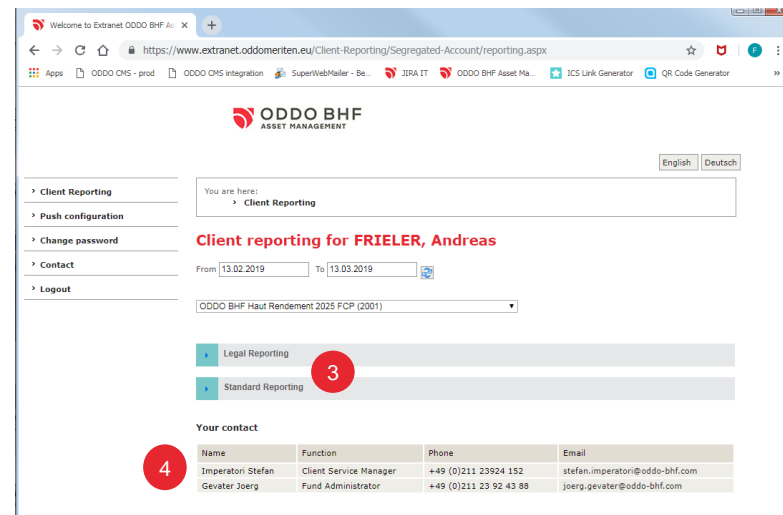 Welcome to Extranet ODDO BHF As
https://www.extranet.oddomeriten.eu/Client-Reporting/Segregated-Account/reporting.aspx
F
Apps ODDO CMS - prod ODDO CMS integration SuperWebMailer - Be... JIRA IT ODDO BHF Asset Ma... ICS Link Generator QR Code Generator »
ODDO BHF
ASSET MANAGEMENT
English Deutsch
Client Reporting
Push configuration
Change password
Contact
Logout
You are here:
Client Reporting
Client reporting for FRIELER, Andreas
From 13.02.2019 To 13.03.2019
ODDO BHF Haut Rendement 2025 FCP (2001)
Legal Reporting
3
Standard Reporting
Your contact
Name Function Phone Email
4
Imperatori Stefan Client Service Manager +49 (0)211 23924 152 stefan.imperatori@oddo-bhf.com
Gevater Joerg Fund Administrator +49 (0)211 23 92 43 88 joerg.gevater@oddo-bhf.com